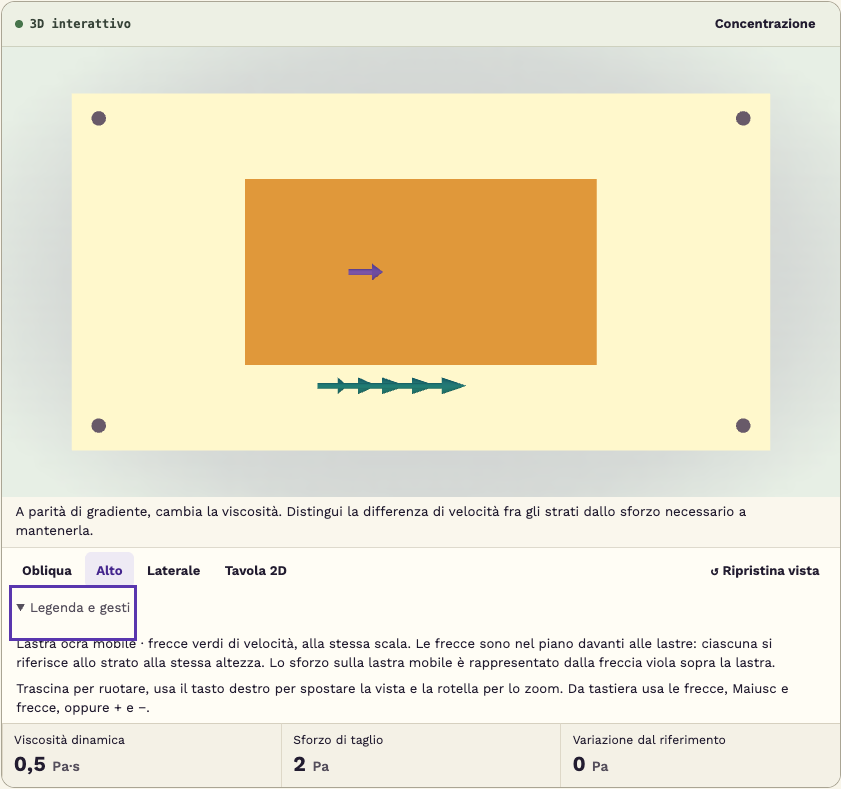 3D interattivo
Concentrazione
A parità di gradiente, cambia la viscosità. Distingui la differenza di velocità fra gli strati dallo sforzo necessario a
mantenerla.
Obliqua Alto Laterale Tavola 2D ↺ Ripristina vista
▼ Legenda e gesti
Lastra ocra mobile · frecce verdi di velocità, alla stessa scala. Le frecce sono nel piano davanti alle lastre: ciascuna si
riferisce allo strato alla stessa altezza. Lo sforzo sulla lastra mobile è rappresentato dalla freccia viola sopra la lastra.
Trascina per ruotare, usa il tasto destro per spostare la vista e la rotella per lo zoom. Da tastiera usa le frecce, Maiusc e
frecce, oppure + e −.
Viscosità dinamica
0,5 Pa·s
Sforzo di taglio
2 Pa
Variazione dal riferimento
0 Pa